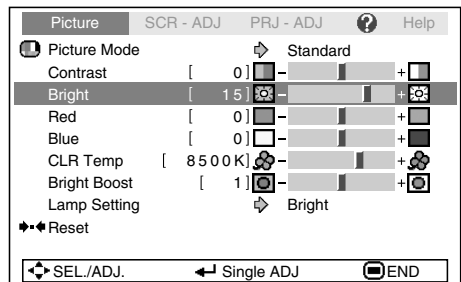 Picture SCR - ADJ PRJ - ADJ ? Help
Picture Mode Standard
Contrast [ 0] - +
Bright [ 15] - +
Red [ 0] - +
Blue [ 0] - +
CLR Temp [ 8500K] - +
Bright Boost [ 1] - +
Lamp Setting Bright
Reset
SEL./ADJ. Single ADJ END